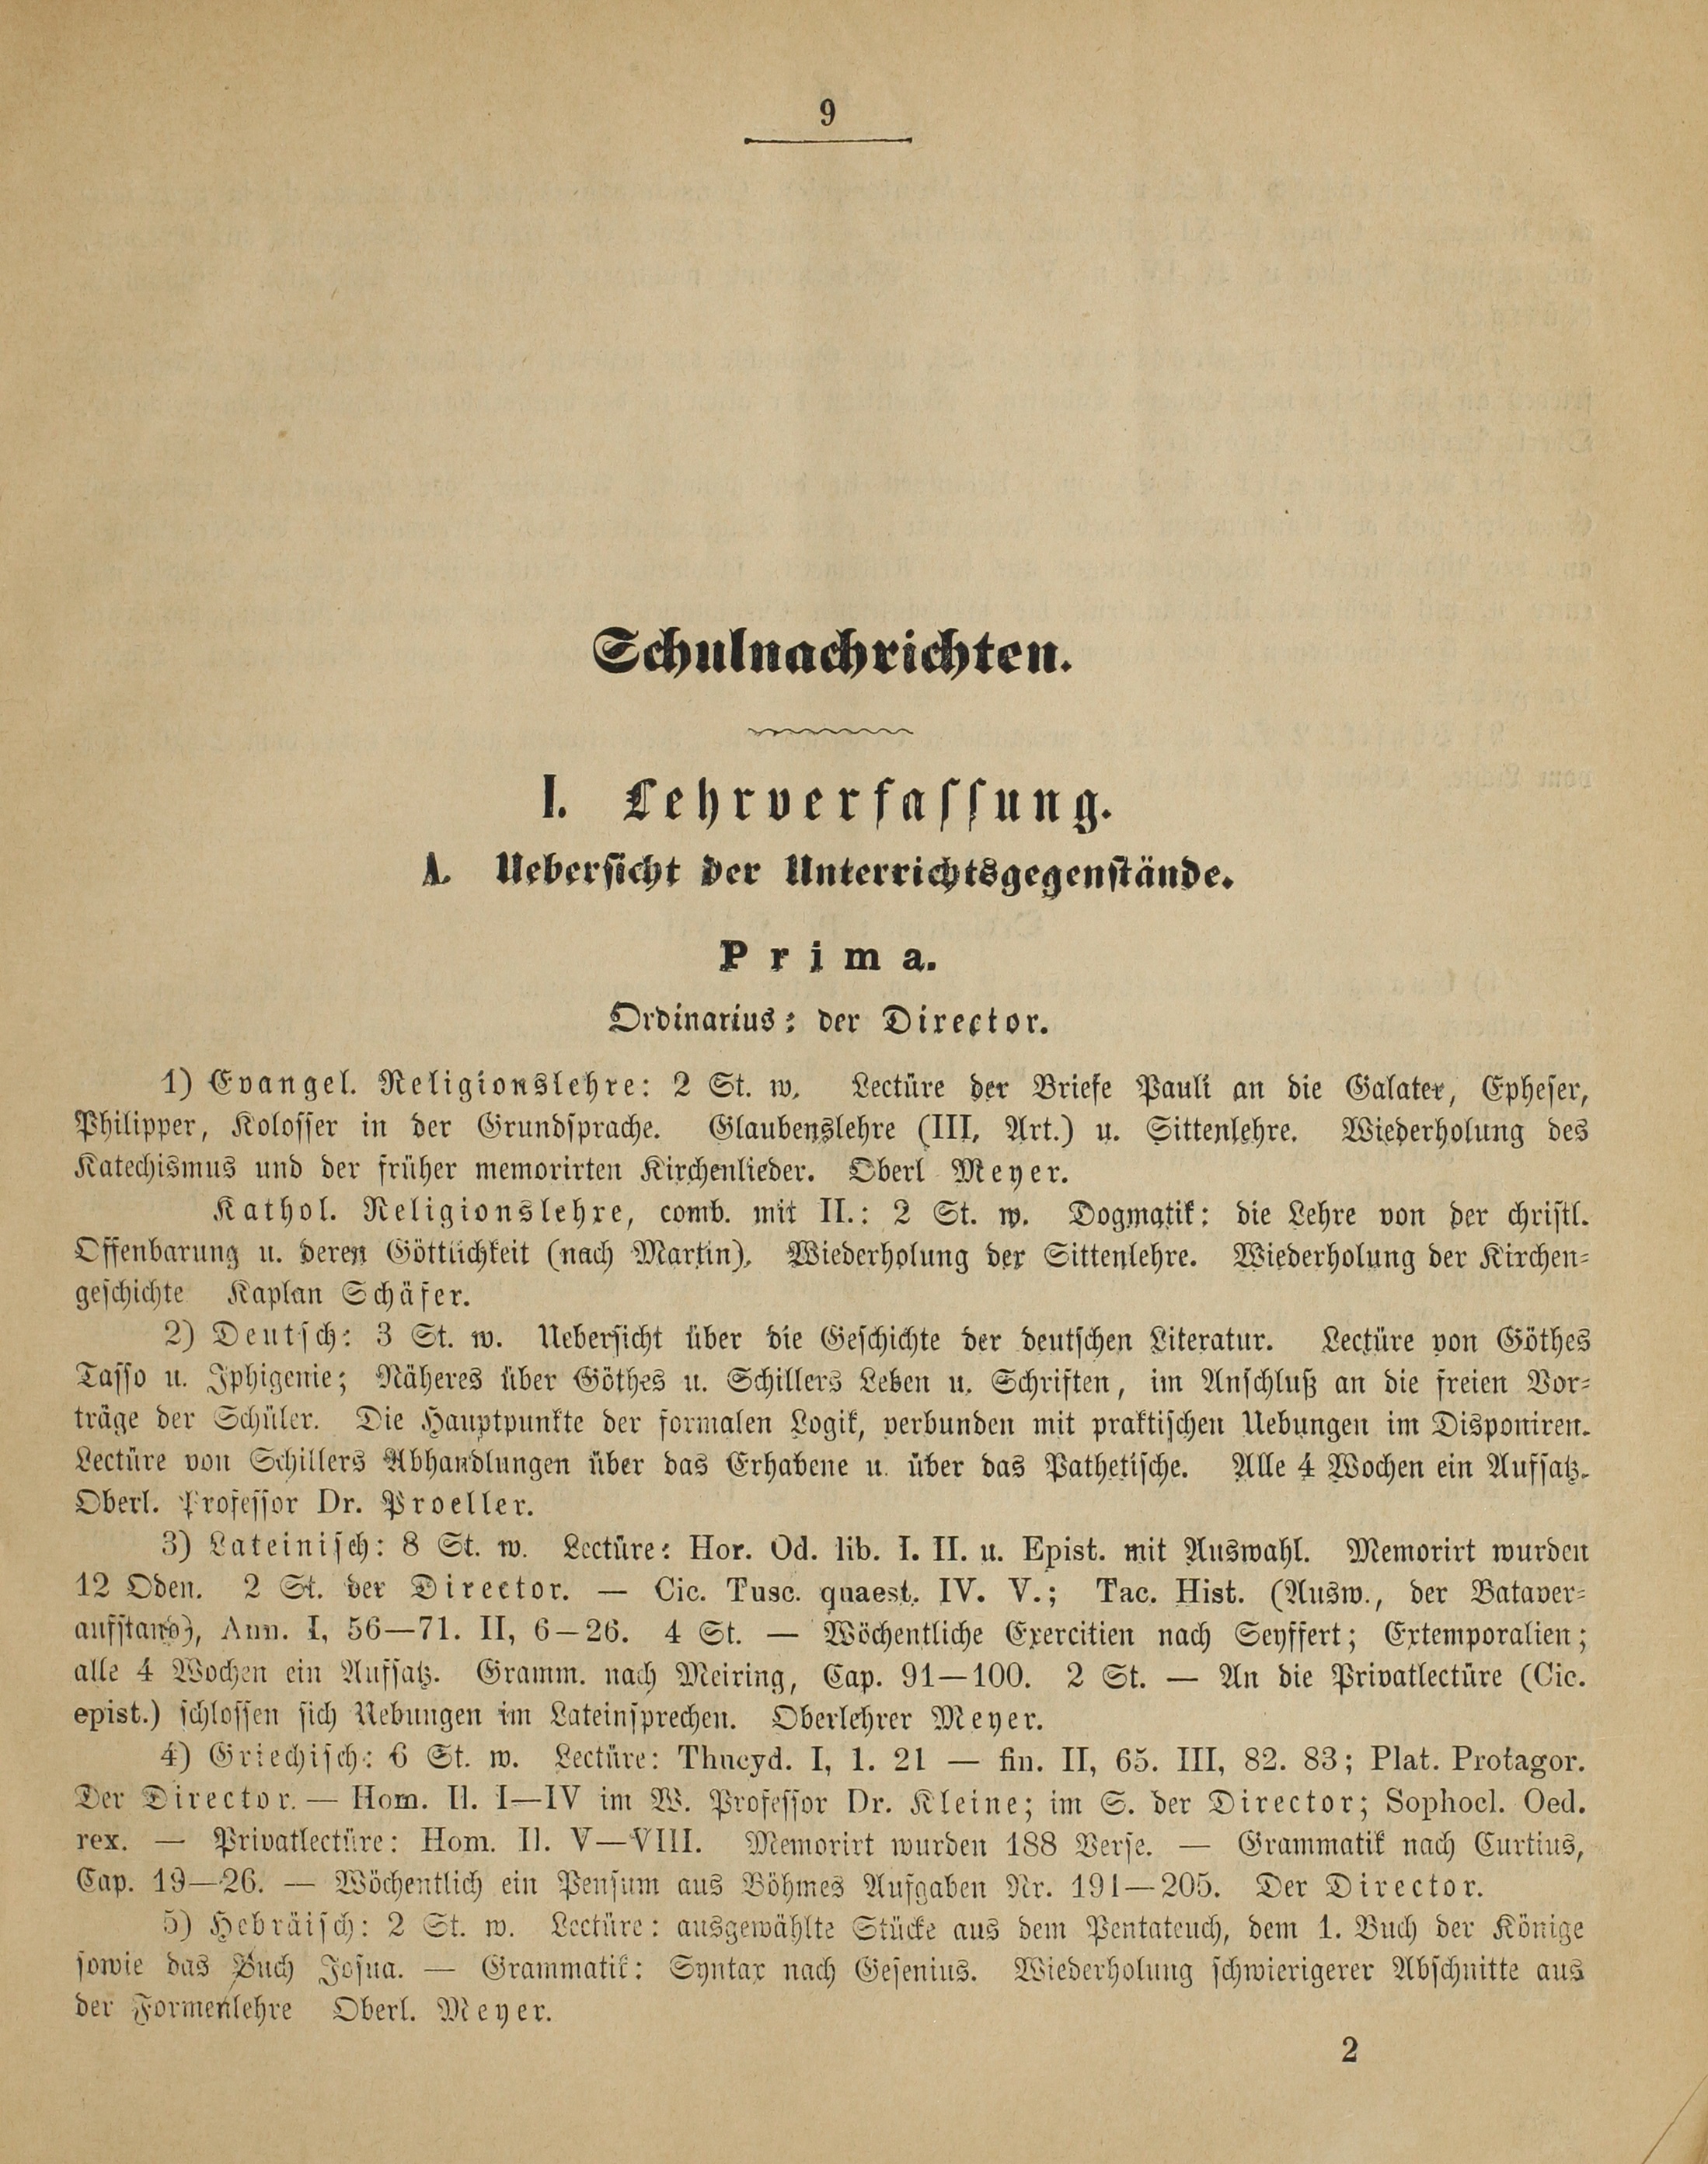 9
Schulnachrichten.
I. Lehrverfassung.
A. Uebersicht der Unterrichtsgegenstände.
Prima.
Ordinarius: der Director.
1) Evangel. Religionslehre: 2 St. w. Lectüre der Briefe Pauli an die Galater, Epheser,
Philipper, Kolosser in der Grundsprache. Glaubenslehre (III. Art.) u. Sittenlehre. Wiederholung des
Katechismus und der früher memorirten Kirchenlieder. Oberl Meyer.
Kathol. Religionslehre, comb. mit II.: 2 St. w. Dogmatik: die Lehre von der christl.
Offenbarung u. deren Göttlichkeit (nach Martin). Wiederholung der Sittenlehre. Wiederholung der Kirchen-
geschichte Kaplan Schäfer.
2) Deutsch: 3 St. w. Uebersicht über die Geschichte der deutschen Literatur. Lectüre von Göthes
Tasso u. Iphigenie; Näheres über Göthes u. Schillers Leben u. Schriften, im Anschluß an die freien Vor-
träge der Schüler. Die Hauptpunkte der formalen Logik, verbunden mit praktischen Uebungen im Disponiren.
Lectüre von Schillers Abhandlungen über das Erhabene u. über das Pathetische. Alle 4 Wochen ein Aufsatz.
Oberl. Professor Dr. Proeller.
3) Lateinisch: 8 St. w. Lectüre: Hor. Od. lib. I. II. u. Epist. mit Auswahl. Memorirt wurden
12 Oden. 2 St. der Director. — Cic. Tusc. quaest. IV. V.; Tac. Hist. (Ausw., der Bataver-
aufstand), Ann. I, 56—71. II, 6—26. 4 St. — Wöchentliche Exercitien nach Seyffert; Extemporalien;
alle 4 Wochen ein Aufsatz. Gramm. nach Meiring, Cap. 91—100. 2 St. — An die Privatlectüre (Cic.
epist.) schlossen sich Uebungen im Lateinsprechen. Oberlehrer Meyer.
4) Griechisch: 6 St. w. Lectüre: Thucyd. I, 1. 21 — fin. II, 65. III, 82. 83; Plat. Protagor.
Der Director. — Hom. Il. I—IV im W. Professor Dr. Kleine; im S. der Director; Sophocl. Oed.
rex. — Privatlectüre: Hom. Il. V—VIII. Memorirt wurden 188 Verse. — Grammatik nach Curtius,
Cap. 19—26. — Wöchentlich ein Pensum aus Böhmes Aufgaben Nr. 191—205. Der Director.
5) Hebräisch: 2 St. w. Lectüre: ausgewählte Stücke aus dem Pentateuch, dem 1. Buch der Könige
sowie das Buch Josua. — Grammatik: Syntax nach Gesenius. Wiederholung schwierigerer Abschnitte aus
der Formenlehre Oberl. Meyer.
2